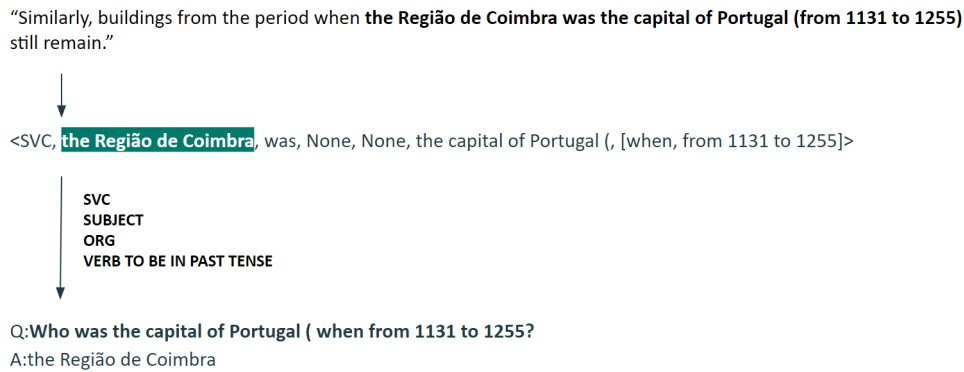 “Similarly, buildings from the period when the Região de Coimbra was the capital of Portugal (from 1131 to 1255)
still remain.”
<SVC, the Região de Coimbra, was, None, None, the capital of Portugal (, [when, from 1131 to 1255]>
SVC
SUBJECT
ORG
VERB TO BE IN PAST TENSE
Q:Who was the capital of Portugal ( when from 1131 to 1255?
A:the Região de Coimbra